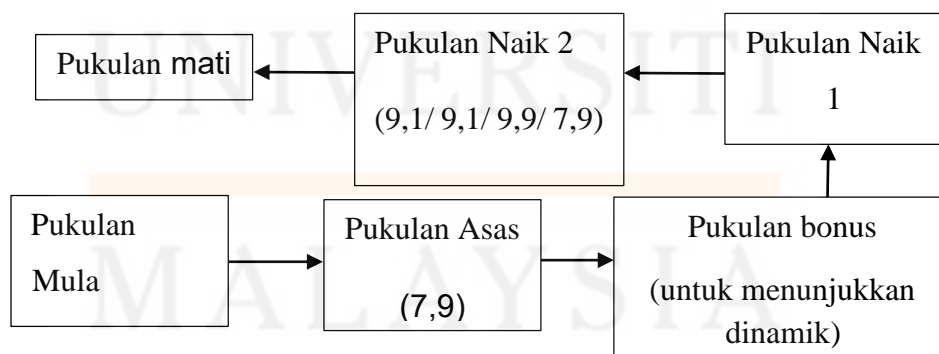 UNIVERSITI
Pukulan mati
Pukulan Naik 2
(9,1/ 9,1/ 9,9/ 7,9)
Pukulan Naik
1
MALAYSIA
Pukulan
Mula
Pukulan Asas
(7,9)
Pukulan bonus
(untuk menunjukkan
dinamik)